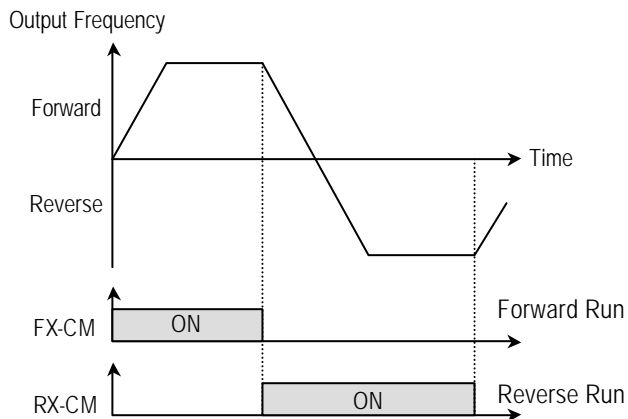 Output Frequency
Forward
Time
Reverse
FX-CM
ON
Forward Run
RX-CM
ON
Reverse Run